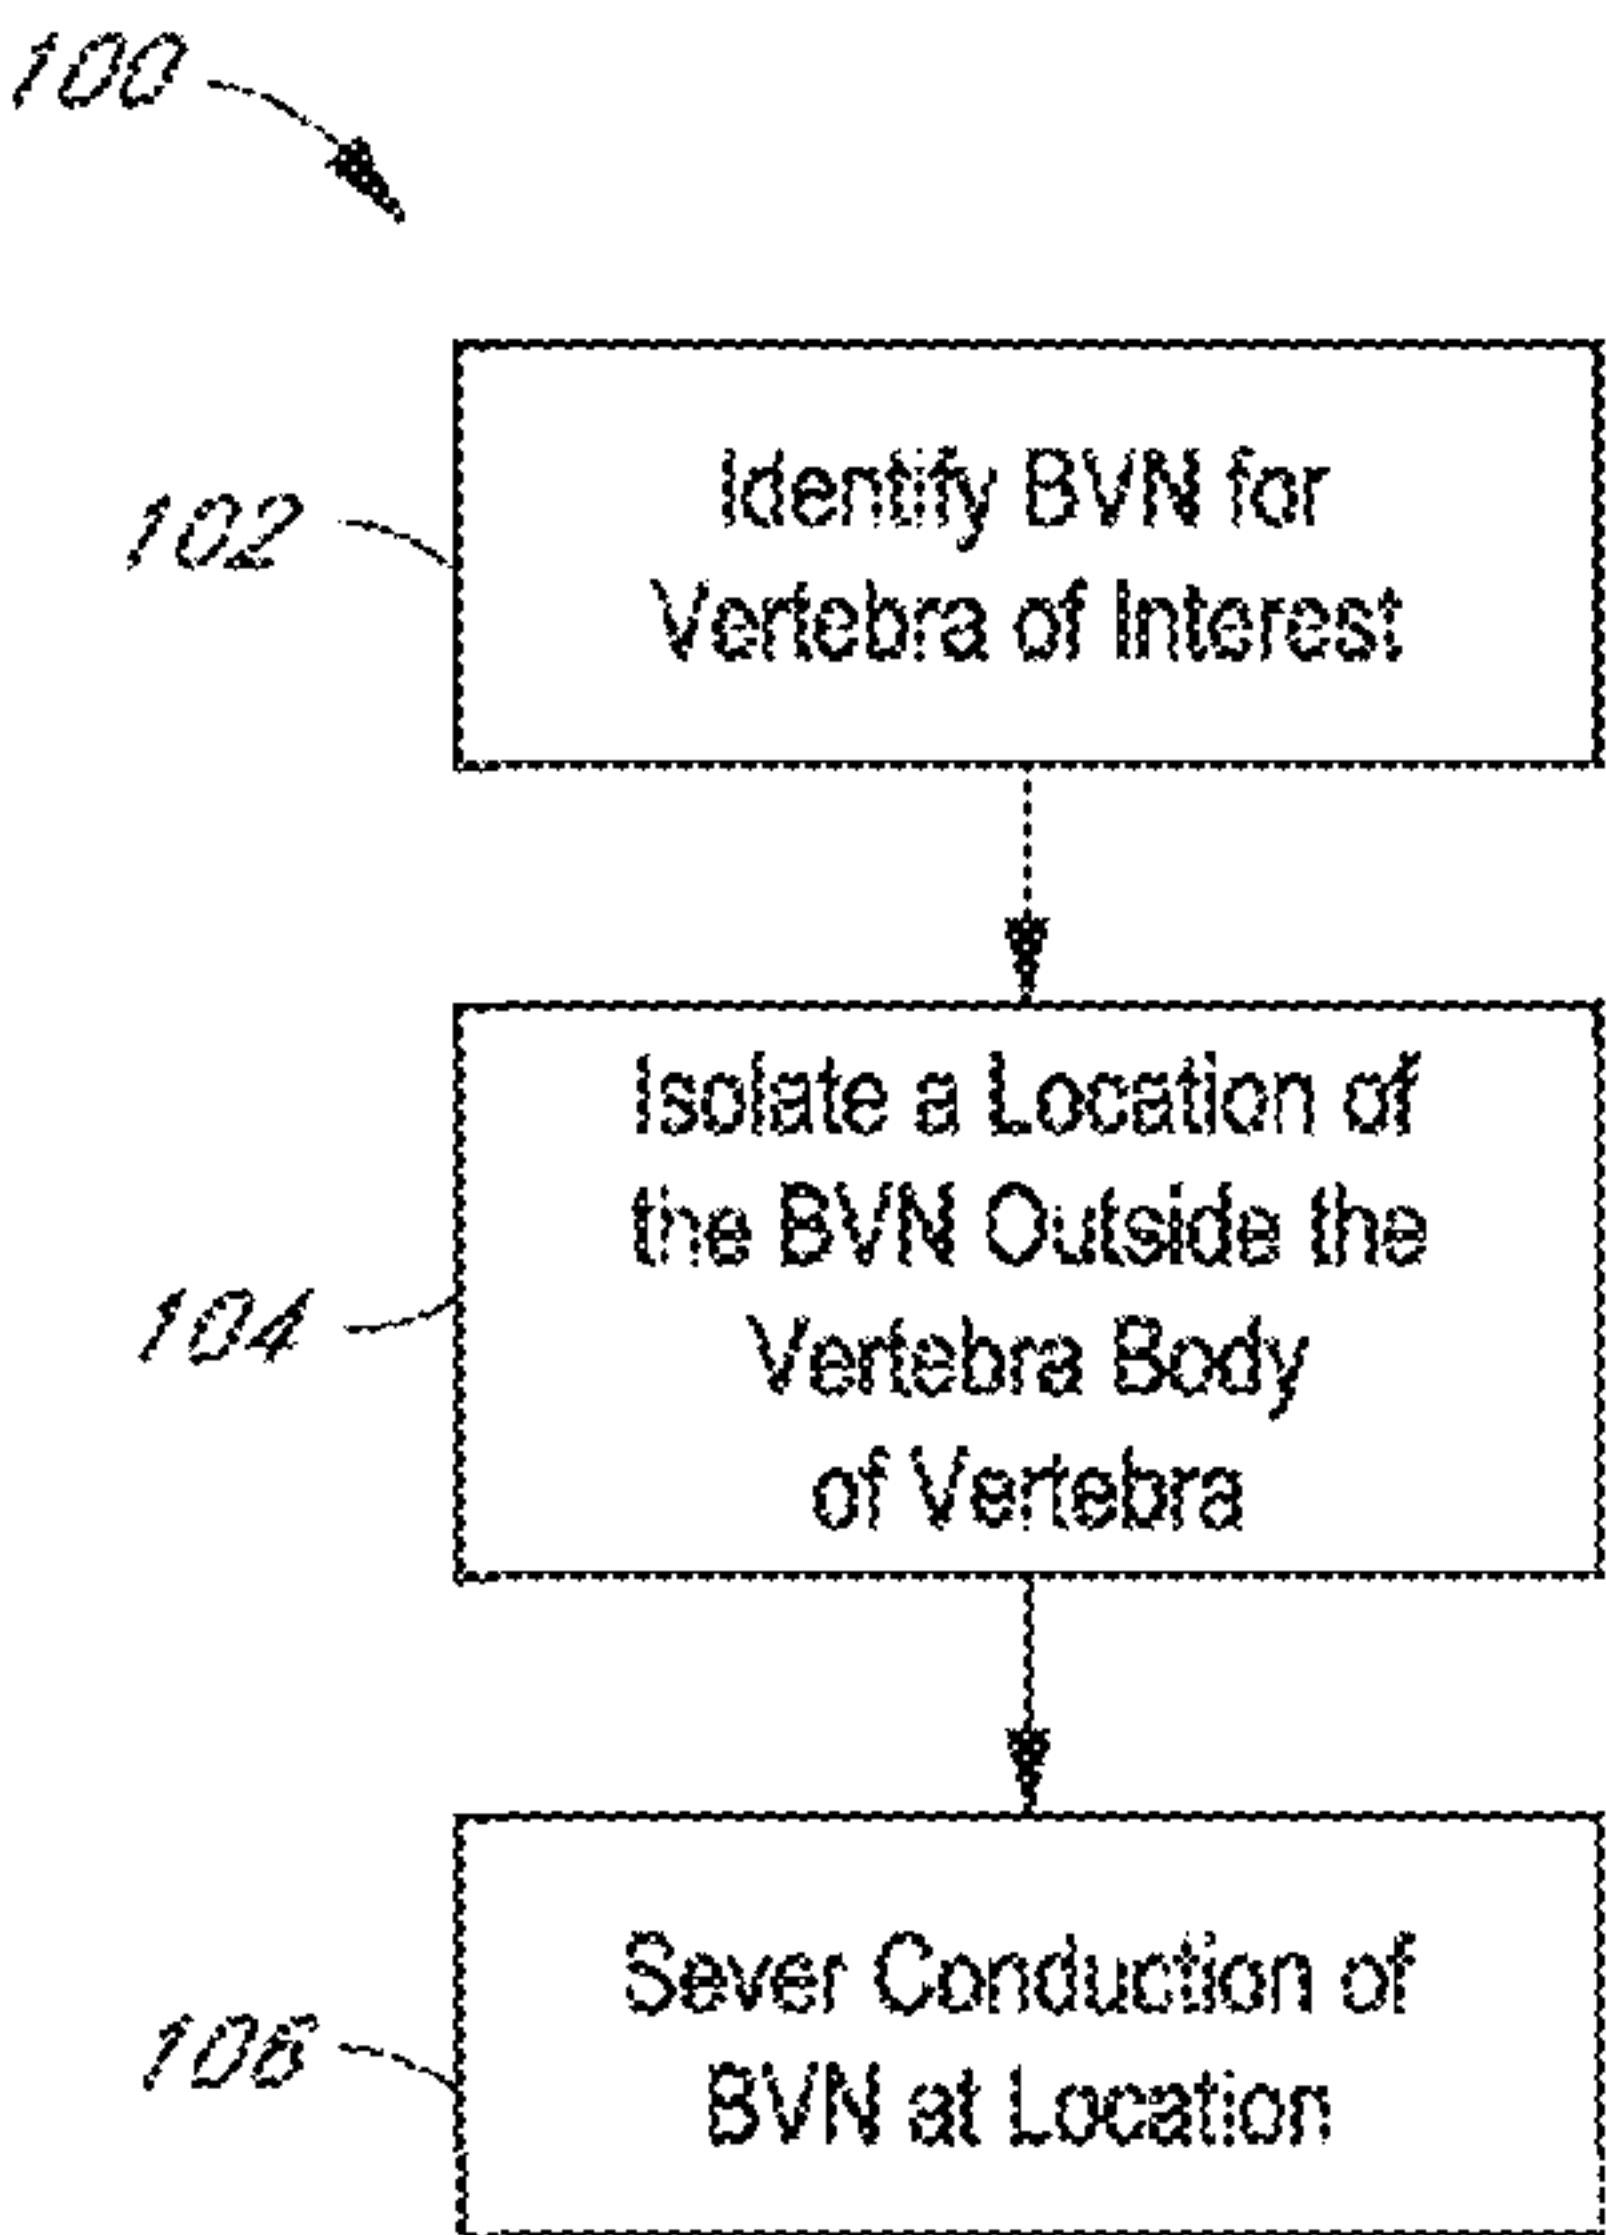 100
102
Identify BVN for
Vertebra of Interest
104
Isolate a Location of
the BVN Outside the
Vertebra Body
of Vertebra
106
Sever Conduction of
BVN at Location